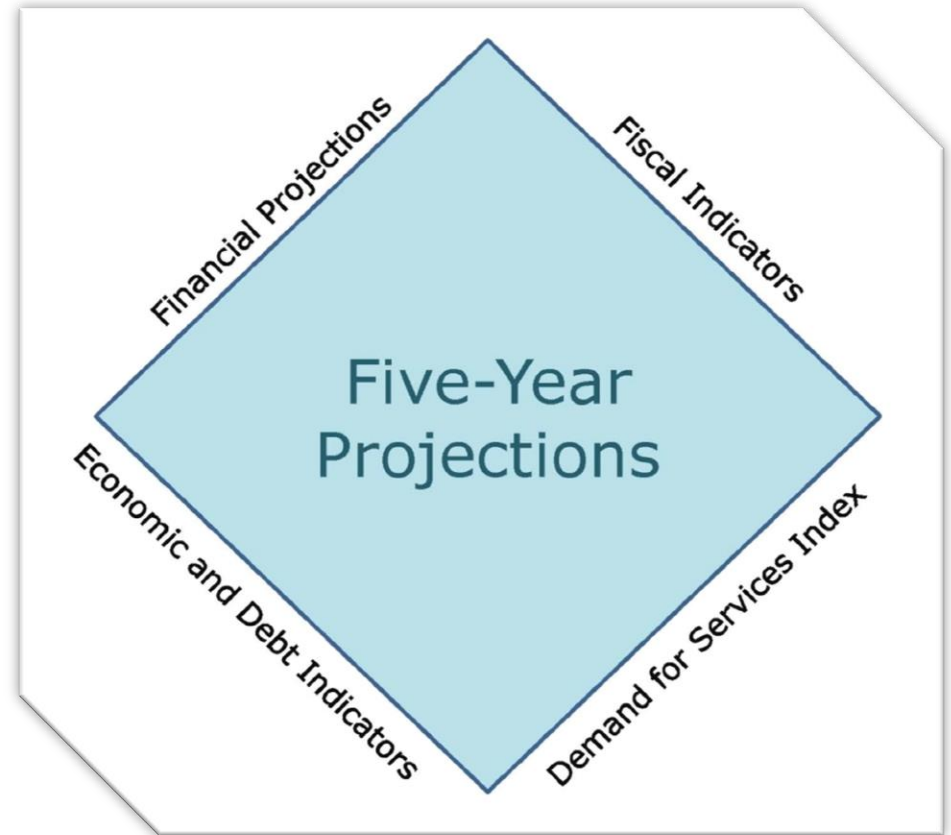 Financial Projections
Fiscal Indicators
Five-Year
Projections
Economic and Debt Indicators
Demand for Services Index